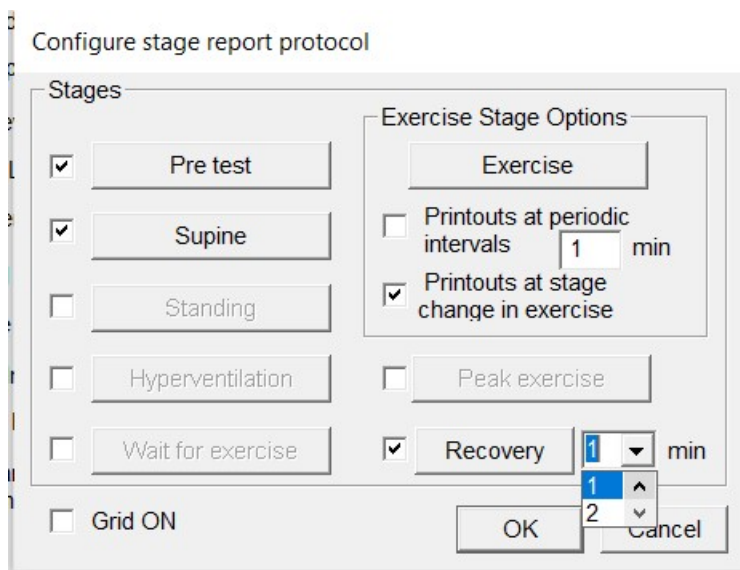 Configure stage report protocol
Stages
Pre test
Supine
Standing
Hyperventilation
Wait for exercise
Exercise Stage Options
Exercise
Printouts at periodic
intervals 1 min
Printouts at stage
change in exercise
Peak exercise
Recovery 1 min
1
2
Grid ON
OK
Cancel